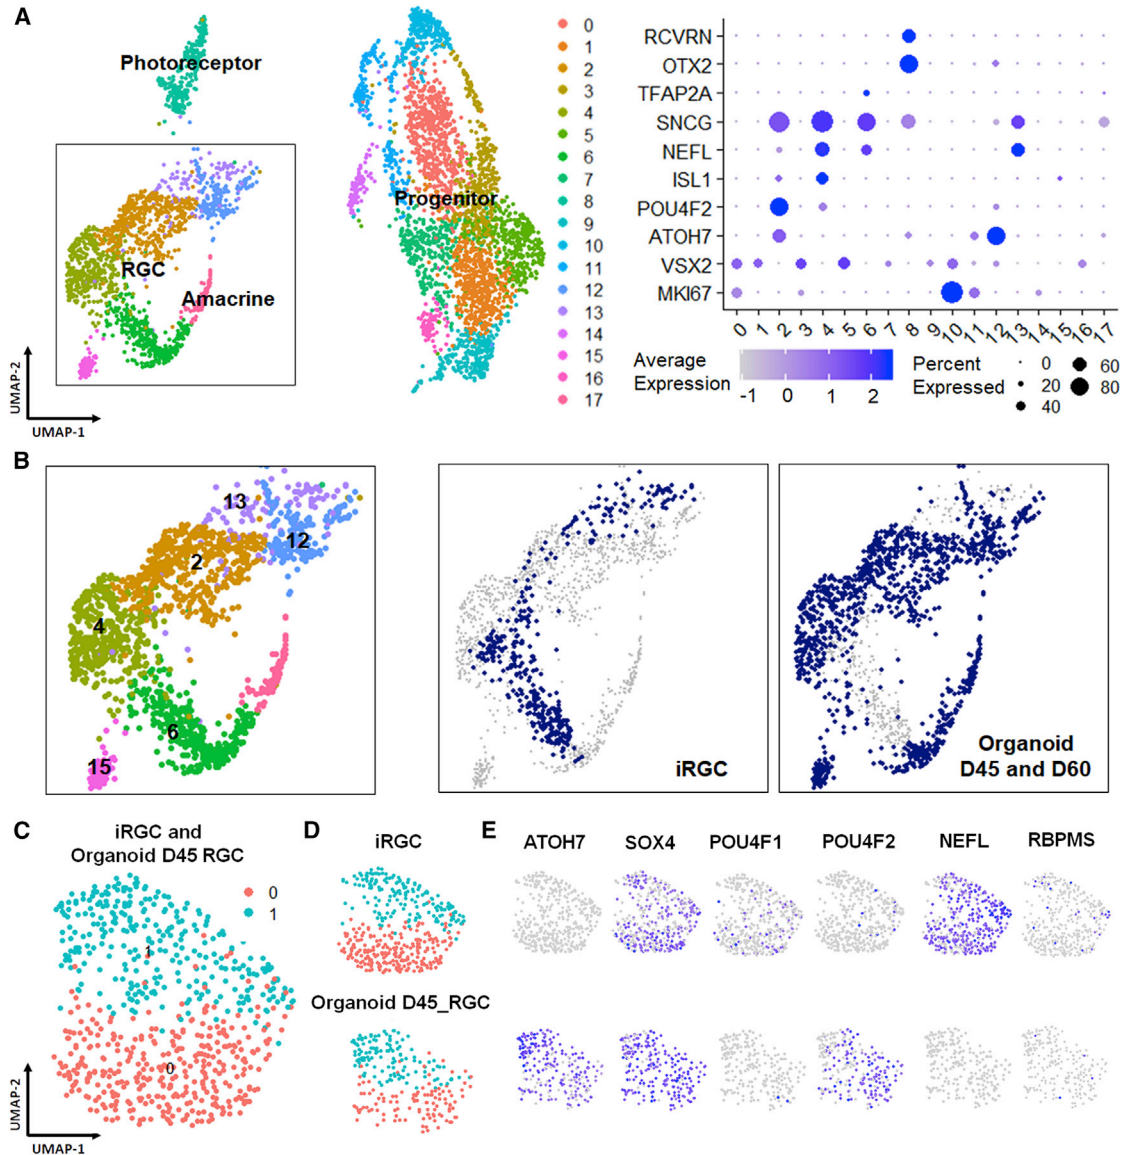 A
Photoreceptor
RGC
Amacrine
Progenitor
UMAP-2
UMAP-1
0
1
2
3
4
5
6
7
8
9
10
11
12
13
14
15
16
17
RCVRN
OTX2
TFAP2A
SNCG
NEFL
ISL1
POU4F2
ATOH7
VSX2
MKI67
0 1 2 3 4 5 6 7 8 9 10 11 12 13 14 15 16 17
Average
Expression
-1 0 1 2
Percent
Expressed
0
20
40
60
80
B
13
12
2
4
6
15
iRGC
Organoid
D45 and D60
C
iRGC and
Organoid D45 RGC
0
1
1
0
UMAP-2
UMAP-1
D
iRGC
Organoid D45_RGC
E
ATOH7 SOX4 POU4F1 POU4F2 NEFL RBPMS